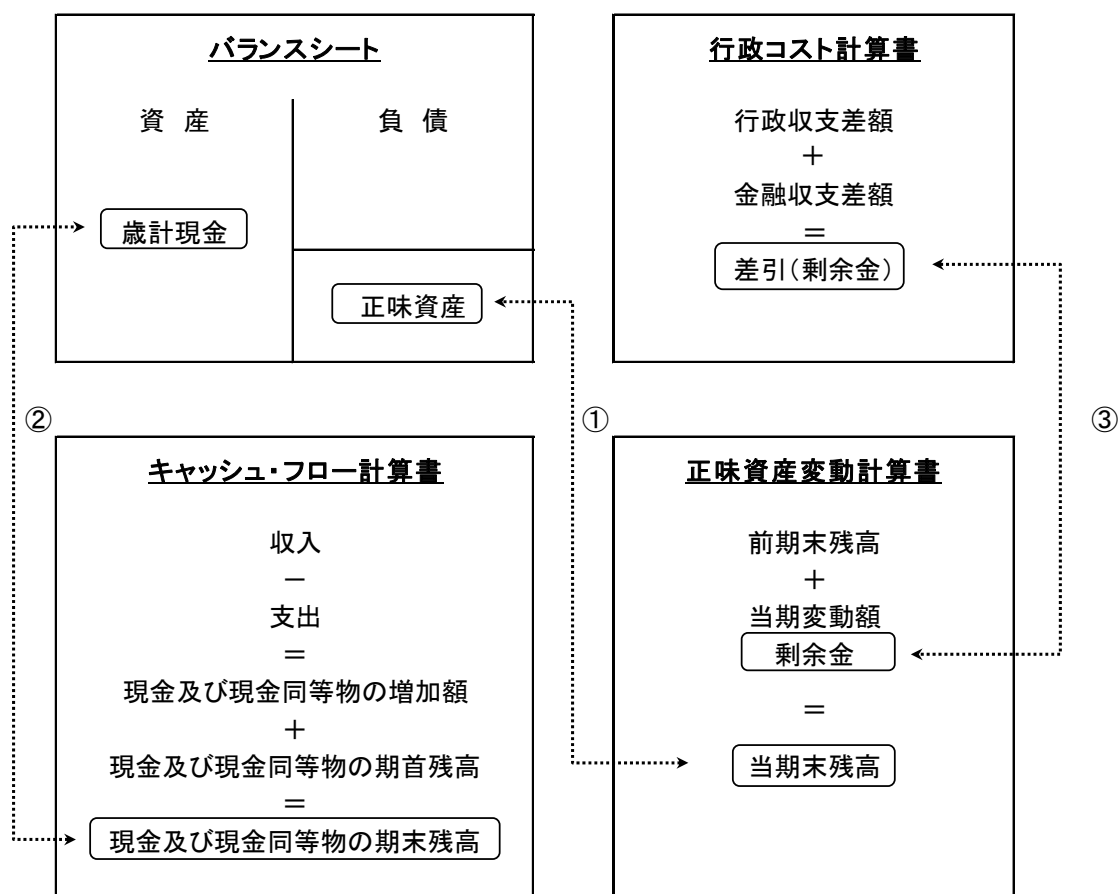 バランスシート
資 産
負 債
歳計現金
正味資産
行政コスト計算書
行政収支差額
＋
金融収支差額
＝
差引（剰余金）
②
①
③
キャッシュ・フロー計算書
収入
－
支出
＝
現金及び現金同等物の増加額
＋
現金及び現金同等物の期首残高
＝
現金及び現金同等物の期末残高
正味資産変動計算書
前期末残高
＋
当期変動額
剰余金
＝
当期末残高